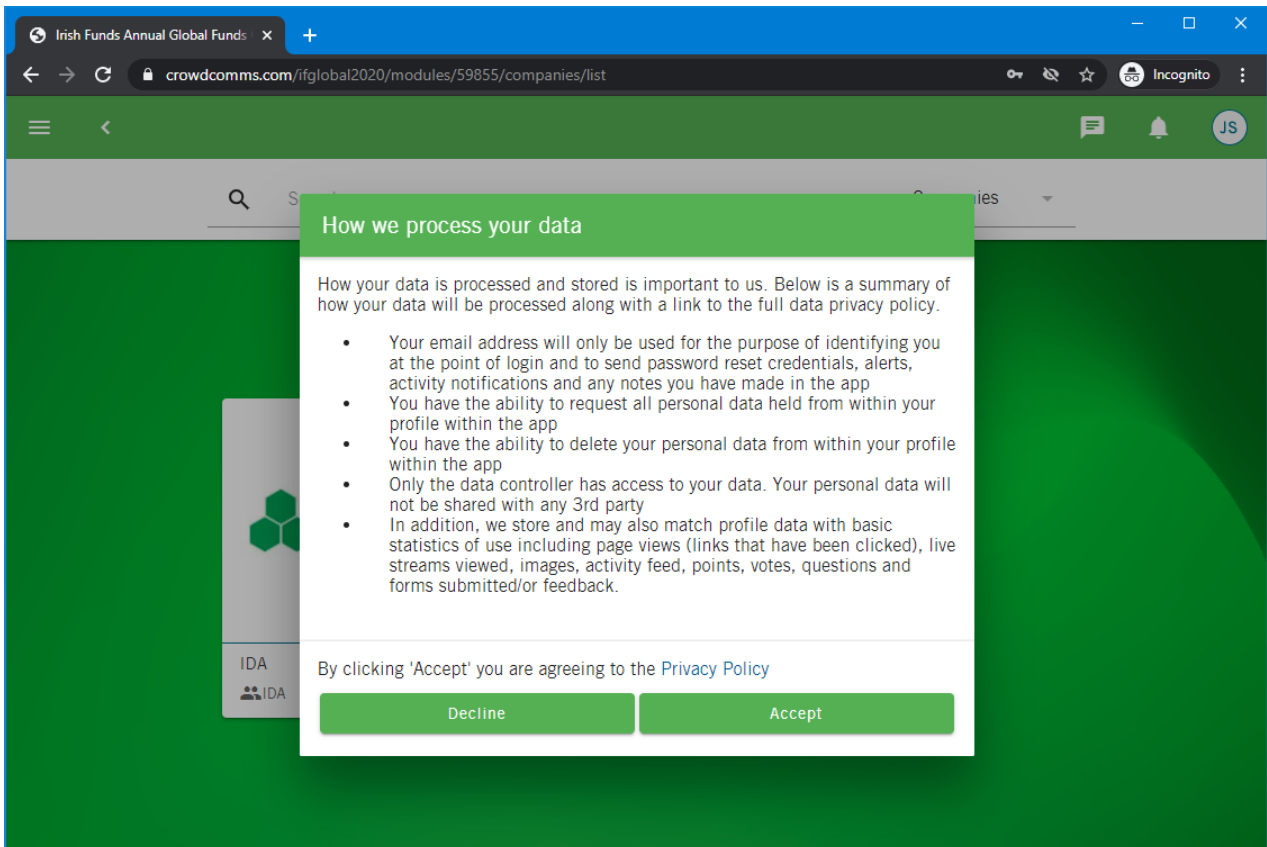 Irish Funds Annual Global Funds
crowdcomms.com/ifglobal2020/modules/59855/companies/list
Incognito
JS
S
ies
How we process your data
How your data is processed and stored is important to us. Below is a summary of
how your data will be processed along with a link to the full data privacy policy.
• Your email address will only be used for the purpose of identifying you
at the point of login and to send password reset credentials, alerts,
activity notifications and any notes you have made in the app
• You have the ability to request all personal data held from within your
profile within the app
• You have the ability to delete your personal data from within your profile
within the app
• Only the data controller has access to your data. Your personal data will
not be shared with any 3rd party
• In addition, we store and may also match profile data with basic
statistics of use including page views (links that have been clicked), live
streams viewed, images, activity feed, points, votes, questions and
forms submitted/or feedback.
IDA
IDA
By clicking 'Accept' you are agreeing to the Privacy Policy
Decline
Accept